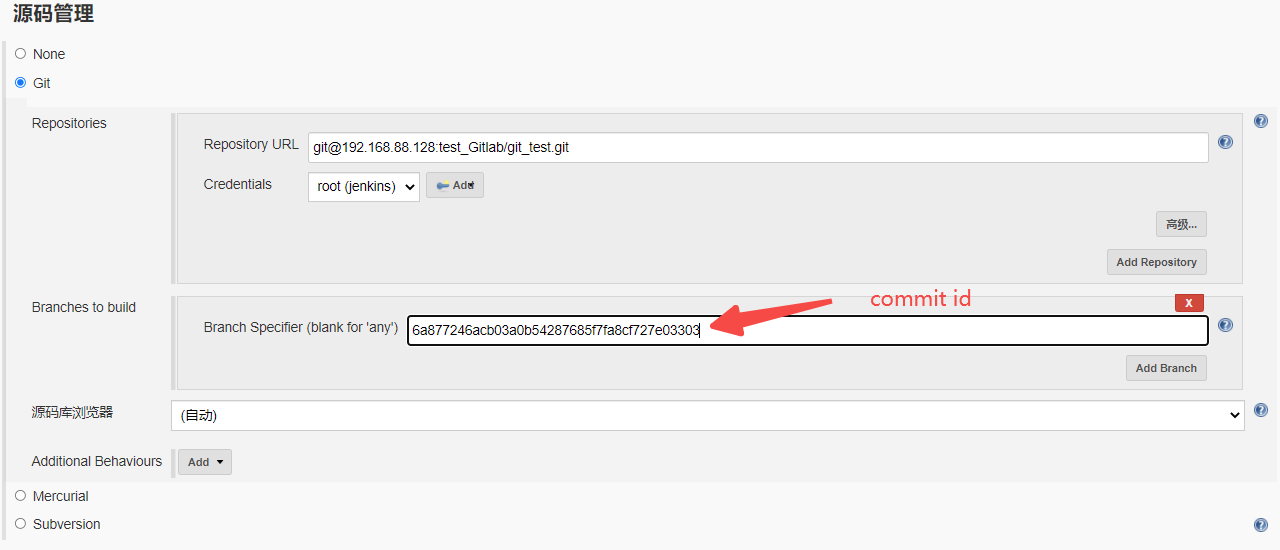 源码管理
None
Git
Repositories
Repository URL git@192.168.88.128:test_Gitlab/git_test.git
Credentials root (jenkins) Add
高级...
Add Repository
commit id
X
Branches to build
Branch Specifier (blank for 'any') 6a877246acb03a0b54287685f7fa8cf727e03303
Add Branch
源码库浏览器 (自动)
Additional Behaviours Add
Mercurial
Subversion